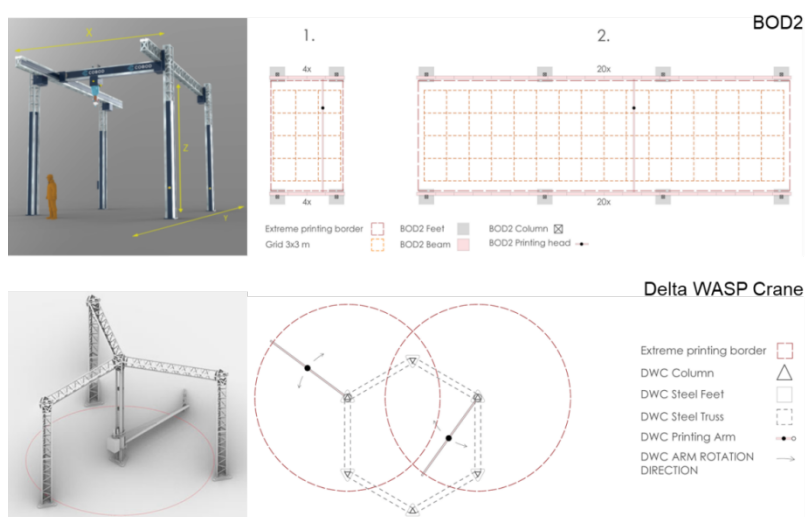 BOD2
1.
2.
X
COBOD
Z
Y
4x
20x
4x
20x
Extreme printing border
BOD2 Feet
BOD2 Column
Grid 3x3 m
BOD2 Beam
BOD2 Printing head
Delta WASP Crane
Extreme printing border
DWC Column
DWC Steel Feet
DWC Steel Truss
DWC Printing Arm
DWC ARM ROTATION
DIRECTION